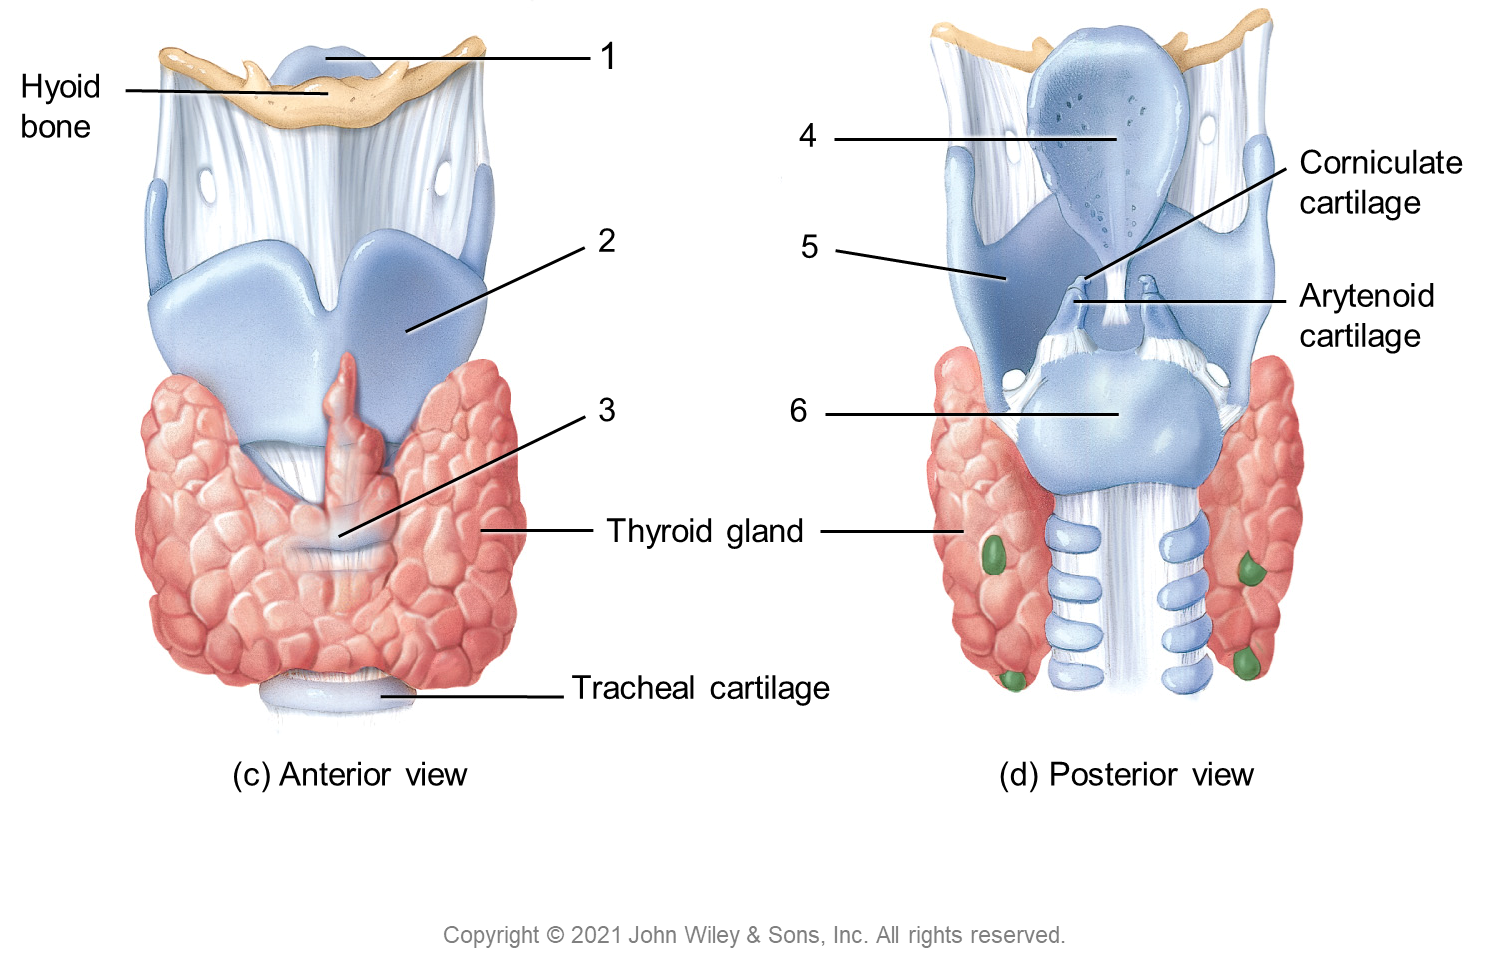 1
Hyoid
bone
2
3
Thyroid gland
Tracheal cartilage
(c) Anterior view
4
Corniculate
cartilage
5
Arytenoid
cartilage
6
(d) Posterior view
Copyright © 2021 John Wiley & Sons, Inc. All rights reserved.